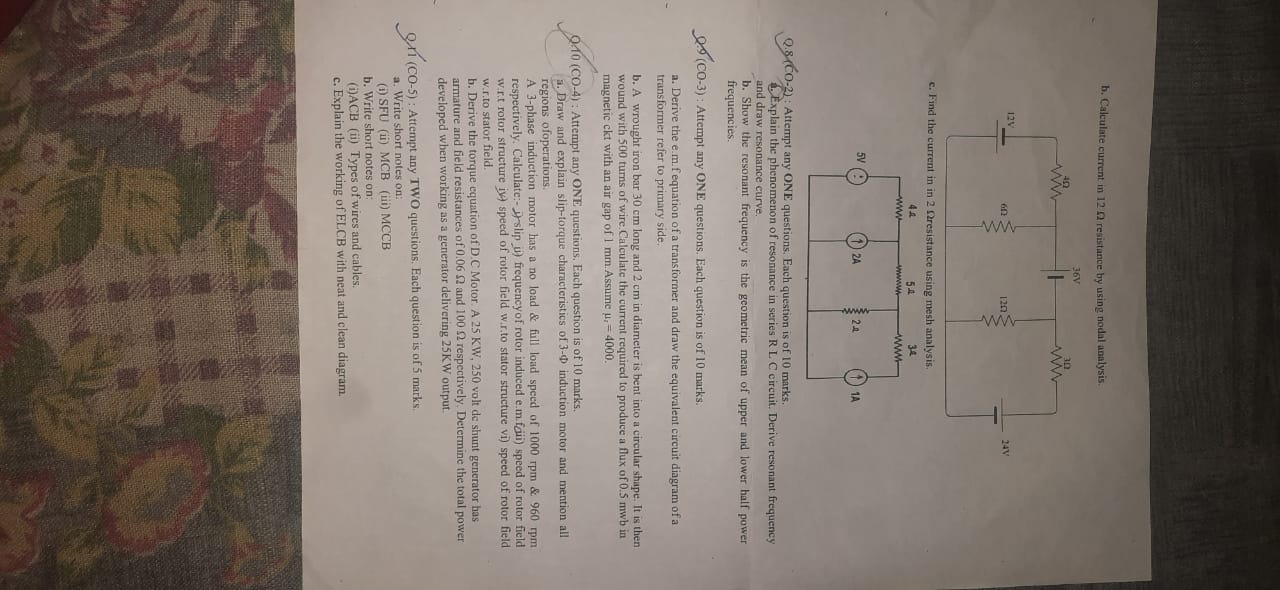 b. Calculate current in 12 Ω resistance by using nodal analysis.
36V
4Ω
3Ω
12V
6Ω
12Ω
24V
c. Find the current in in 2 Ωresistance using mesh analysis.
4 Ω
5 Ω
3 Ω
5V
2A
2 Ω
1A
Q.8 (CO-2) : Attempt any ONE questions. Each question is of 10 marks.
a. Explain the phenomenon of resonance in series R L C circuit. Derive resonant frequency
and draw resonance curve.
b. Show the resonant frequency is the geometric mean of upper and lower half power
frequencies.
Q.9 (CO-3) : Attempt any ONE questions. Each question is of 10 marks.
a. Derive the e.m.f equation of a transformer and draw the equivalent circuit diagram of a
transformer refer to primary side.
b. A wrought iron bar 30 cm long and 2 cm in diameter is bent into a circular shape. It is then
wound with 500 turns of wire.Calculate the current required to produce a flux of 0.5 mwb in
magnetic ckt with an air gap of 1 mm Assume μr = 4000.
Q.10 (CO-4) : Attempt any ONE questions. Each question is of 10 marks.
a. Draw and explain slip-torque characteristics of 3-Φ induction motor and mention all
regions ofoperations.
A 3-phase induction motor has a no load & full load speed of 1000 rpm & 960 rpm
respectively. Calculate:- i) slip ii) frequencyof rotor induced e.m.f iii) speed of rotor field
w.r.t rotor structure iv) speed of rotor field w.r.to stator structure vi) speed of rotor field
w.r.to stator field.
b. Derive the torque equation of D.C Motor. A 25 KW, 250 volt dc shunt generator has
armature and field resistances of 0.06 Ω and 100 Ω respectively. Determine the total power
developed when working as a generator delivering 25KW output.
Q.11 (CO-5) : Attempt any TWO questions. Each question is of 5 marks.
a. Write short notes on:
(i) SFU (ii) MCB (iii) MCCB
b. Write short notes on:
(i)ACB (ii) Types of wires and cables.
c. Explain the working of ELCB with neat and clean diagram.